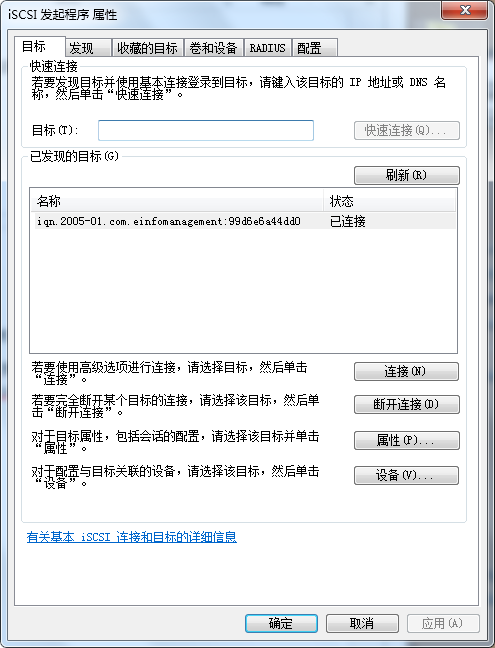 iSCSI 发起程序 属性
目标 发现 收藏的目标 卷和设备 RADIUS 配置
快速连接
若要发现目标并使用基本连接登录到目标，请键入该目标的 IP 地址或 DNS 名
称，然后单击“快速连接”。
目标(T): 快速连接(Q)...
已发现的目标(G)
刷新(R)
名称 状态
iqn.2005-01.com.einfomanagement:99d6e6a44dd0 已连接
若要使用高级选项进行连接，请选择目标，然后单击
“连接”。
连接(N)
若要完全断开某个目标的连接，请选择该目标，然后单
击“断开连接”。
断开连接(D)
对于目标属性，包括会话的配置，请选择该目标并单击
“属性”。
属性(P)...
对于配置与目标关联的设备，请选择该目标，然后单击
“设备”。
设备(V)...
有关基本 iSCSI 连接和目标的详细信息
确定 取消 应用(A)